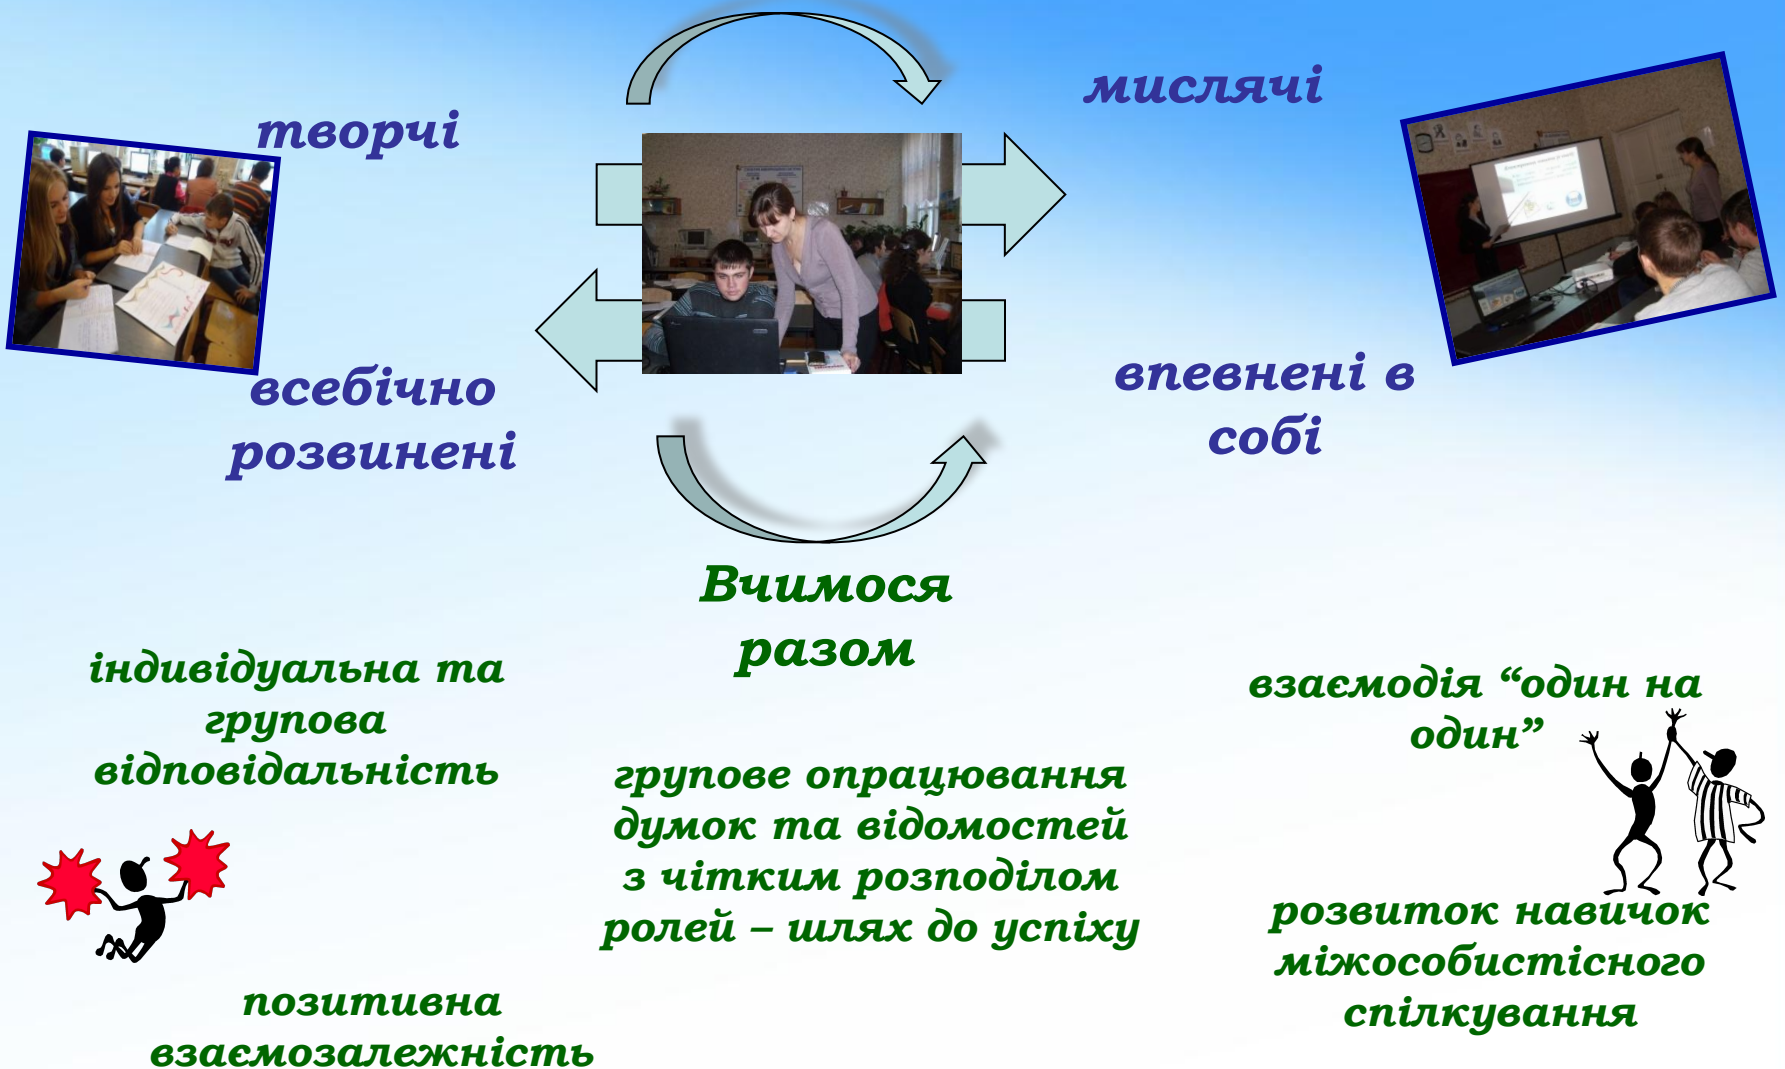 творчі
мислячі
всебічно
розвинені
впевнені в
собі
Вчимося
разом
індивідуальна та
групова
відповідальність
взаємодія “один на
один”
групове опрацювання
думок та відомостей
з чітким розподілом
ролей – шлях до успіху
розвиток навичок
міжособистісного
спілкування
позитивна
взаємозалежність